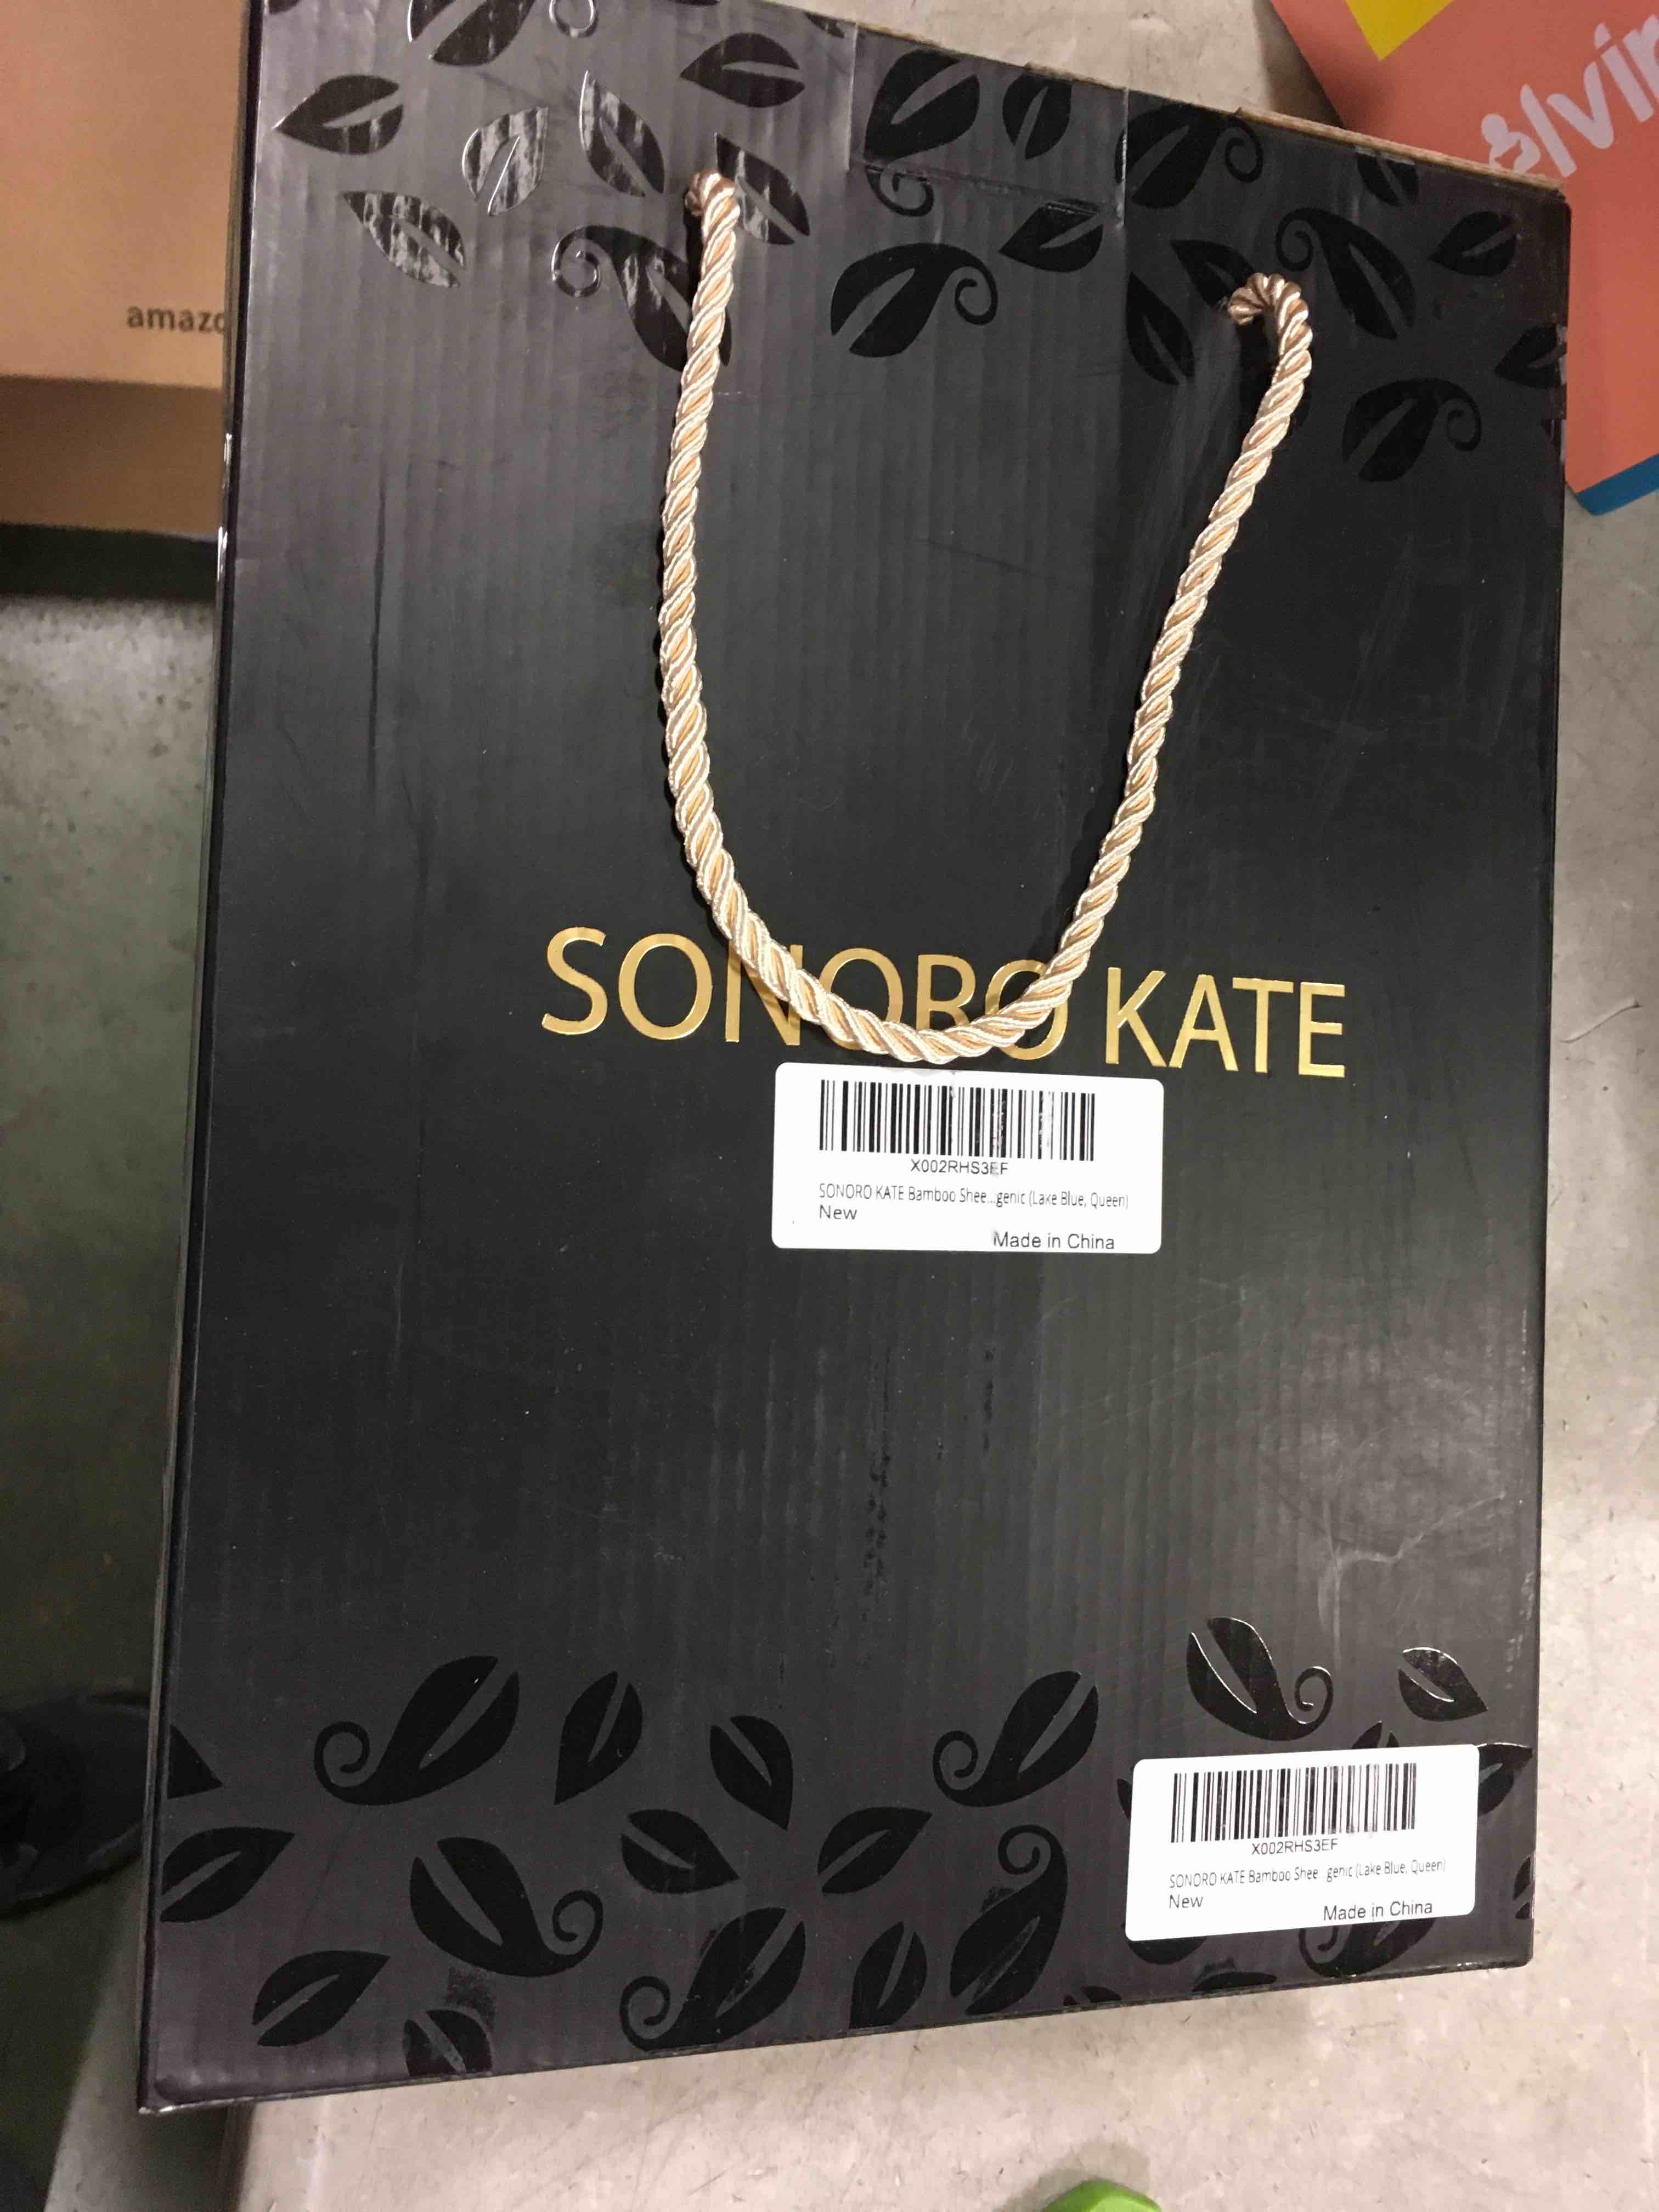 amazo
elvin
SONORO KATE
X002RHS3EF
SONORO KATE Bamboo Shee...genic (Lake Blue, Queen)
New
Made in China
X002RHS3EF
SONORO KATE Bamboo Shee...genic (Lake Blue, Queen)
New
Made in China